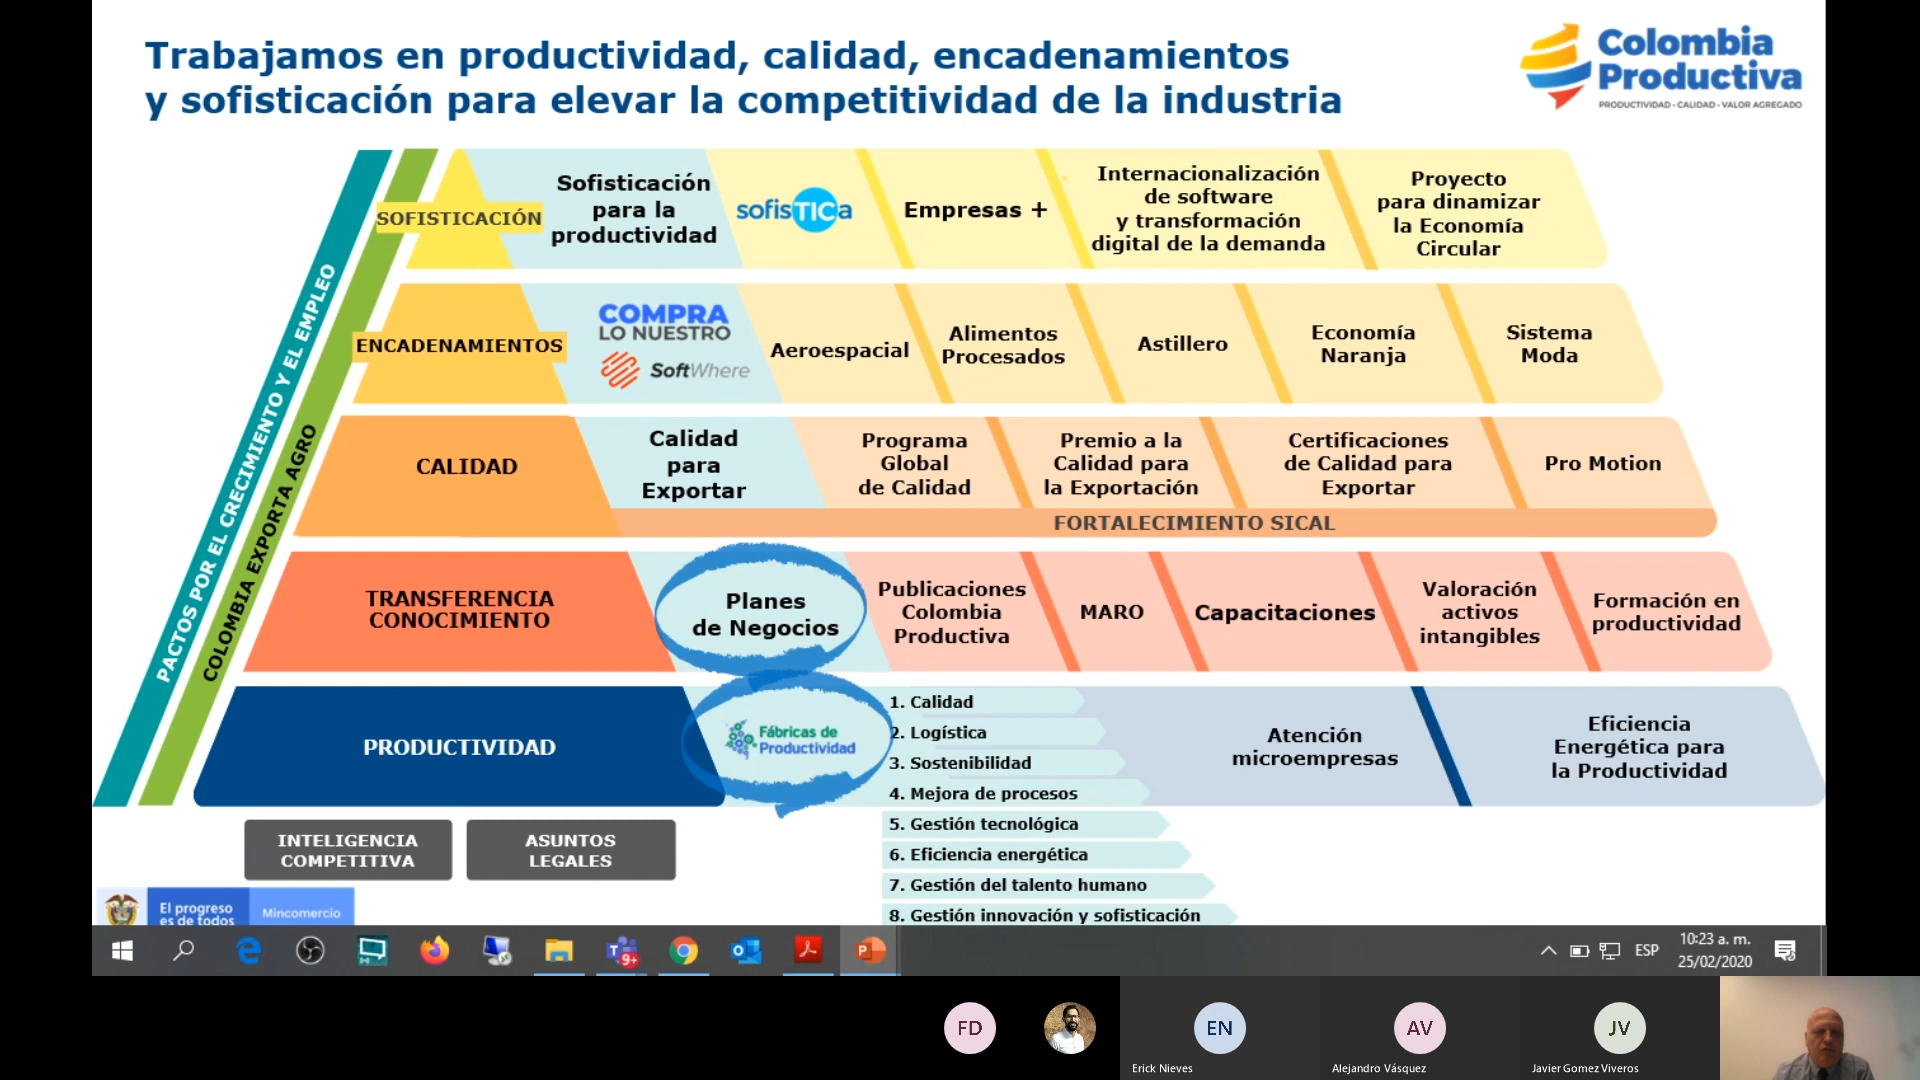 Trabajamos en productividad, calidad, encadenamientos
y sofisticación para elevar la competitividad de la industria
Colombia
Productiva
PRODUCTIVIDAD · CALIDAD · VALOR AGREGADO
PACTOS POR EL CRECIMIENTO Y EL EMPLEO
COLOMBIA EXPORTA AGRO
SOFISTICACIÓN
Sofisticación
para la
productividad
sofisTICa
Empresas +
Internacionalización
de software
y transformación
digital de la demanda
Proyecto
para dinamizar
la Economía
Circular
ENCADENAMIENTOS
COMPRA
LO NUESTRO
SoftWhere
Aeroespacial
Alimentos
Procesados
Astillero
Economía
Naranja
Sistema
Moda
CALIDAD
Calidad
para
Exportar
Programa
Global
de Calidad
Premio a la
Calidad para
la Exportación
Certificaciones
de Calidad para
Exportar
Pro Motion
FORTALECIMIENTO SICAL
TRANSFERENCIA
CONOCIMIENTO
Planes
de Negocios
Publicaciones
Colombia
Productiva
MARO
Capacitaciones
Valoración
activos
intangibles
Formación en
productividad
PRODUCTIVIDAD
Fábricas de
Productividad
1. Calidad
2. Logística
3. Sostenibilidad
4. Mejora de procesos
5. Gestión tecnológica
6. Eficiencia energética
7. Gestión del talento humano
8. Gestión innovación y sofisticación
Atención
microempresas
Eficiencia
Energética para
la Productividad
INTELIGENCIA
COMPETITIVA
ASUNTOS
LEGALES
El progreso
es de todos
Mincomercio
9+
ESP
10:23 a. m.
25/02/2020
FD
EN
Erick Nieves
AV
Alejandro Vásquez
JV
Javier Gomez Viveros